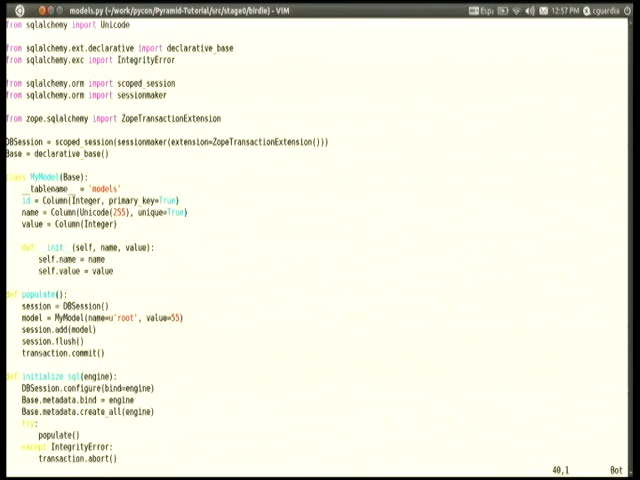 models.py (~/work/pycon/Pyramid-Tutorial/src/stage0/birdie) - VIM
Esp
12:57 PM
cguardia
from sqlalchemy import Unicode
from sqlalchemy.ext.declarative import declarative_base
from sqlalchemy.exc import IntegrityError
from sqlalchemy.orm import scoped_session
from sqlalchemy.orm import sessionmaker
from zope.sqlalchemy import ZopeTransactionExtension
DBSession = scoped_session(sessionmaker(extension=ZopeTransactionExtension()))
Base = declarative_base()
class MyModel(Base):
__tablename__ = 'models'
id = Column(Integer, primary_key=True)
name = Column(Unicode(255), unique=True)
value = Column(Integer)
def __init__(self, name, value):
self.name = name
self.value = value
def populate():
session = DBSession()
model = MyModel(name=u'root', value=55)
session.add(model)
session.flush()
transaction.commit()
def initialize_sql(engine):
DBSession.configure(bind=engine)
Base.metadata.bind = engine
Base.metadata.create_all(engine)
try:
populate()
except IntegrityError:
transaction.abort()
40,1
Bot